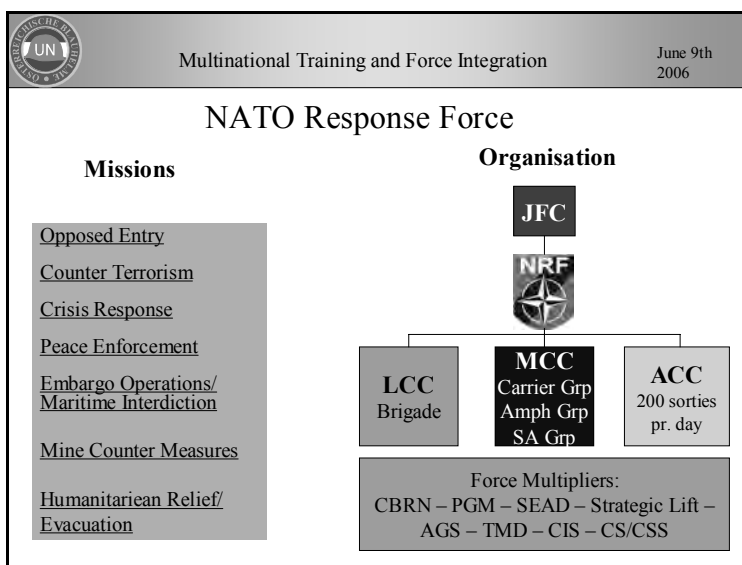 ÖSTERREICHISCHE BLAUHELME
UN
Multinational Training and Force Integration
June 9th
2006
NATO Response Force
Missions
Opposed Entry
Counter Terrorism
Crisis Response
Peace Enforcement
Embargo Operations/
Maritime Interdiction
Mine Counter Measures
Humanitariean Relief/
Evacuation
Organisation
JFC
NRF
LCC
Brigade
MCC
Carrier Grp
Amph Grp
SA Grp
ACC
200 sorties
pr. day
Force Multipliers:
CBRN – PGM – SEAD – Strategic Lift –
AGS – TMD – CIS – CS/CSS